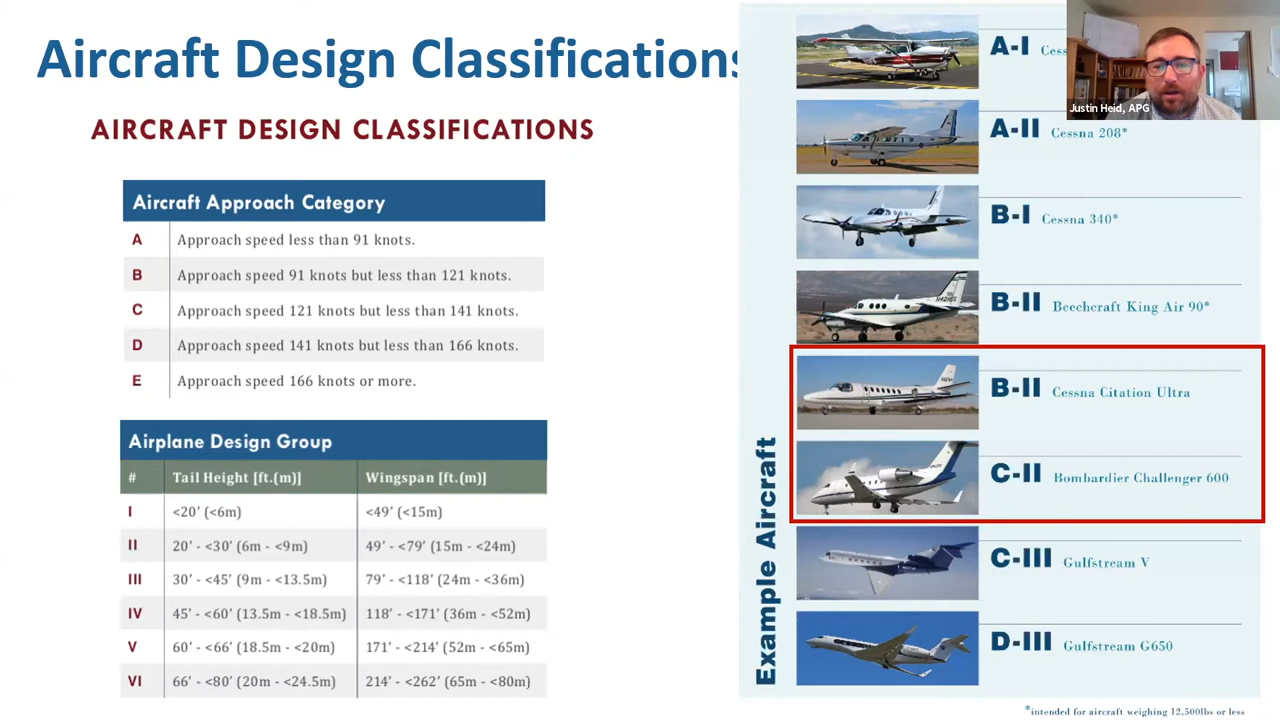 Aircraft Design Classifications
AIRCRAFT DESIGN CLASSIFICATIONS
Aircraft Approach Category
A Approach speed less than 91 knots.
B Approach speed 91 knots but less than 121 knots.
C Approach speed 121 knots but less than 141 knots.
D Approach speed 141 knots but less than 166 knots.
E Approach speed 166 knots or more.
Airplane Design Group
# Tail Height [ft.(m)] Wingspan [ft.(m)]
I <20' (<6m) <49' (<15m)
II 20' - <30' (6m - <9m) 49' - <79' (15m - <24m)
III 30' - <45' (9m - <13.5m) 79' - <118' (24m - <36m)
IV 45' - <60' (13.5m - <18.5m) 118' - <171' (36m - <52m)
V 60' - <66' (18.5m - <20m) 171' - <214' (52m - <65m)
VI 66' - <80' (20m - <24.5m) 214' - <262' (65m - <80m)
Example Aircraft
A-I Cess
A-II Cessna 208*
B-I Cessna 340*
B-II Beechcraft King Air 90*
B-II Cessna Citation Ultra
C-II Bombardier Challenger 600
C-III Gulfstream V
D-III Gulfstream G650
*intended for aircraft weighing 12,500lbs or less
Justin Heid, APG